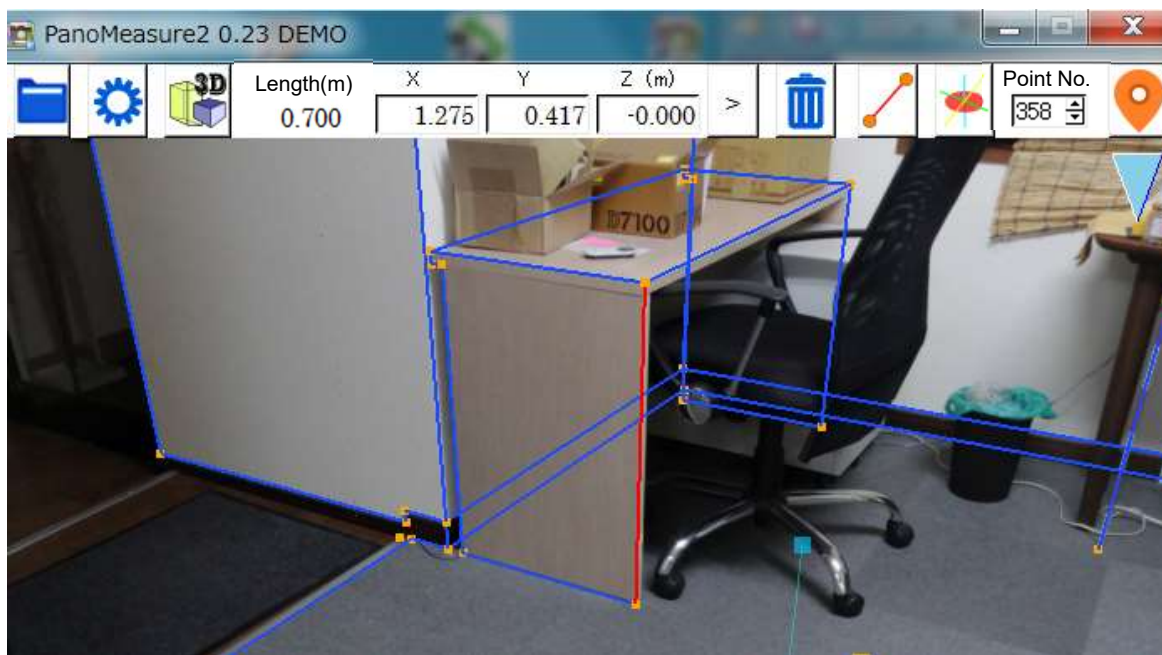 PanoMeasure2 0.23 DEMO
3D
Length(m) X Y Z (m) Point No.
0.700 1.275 0.417 -0.000 > 358
D7100